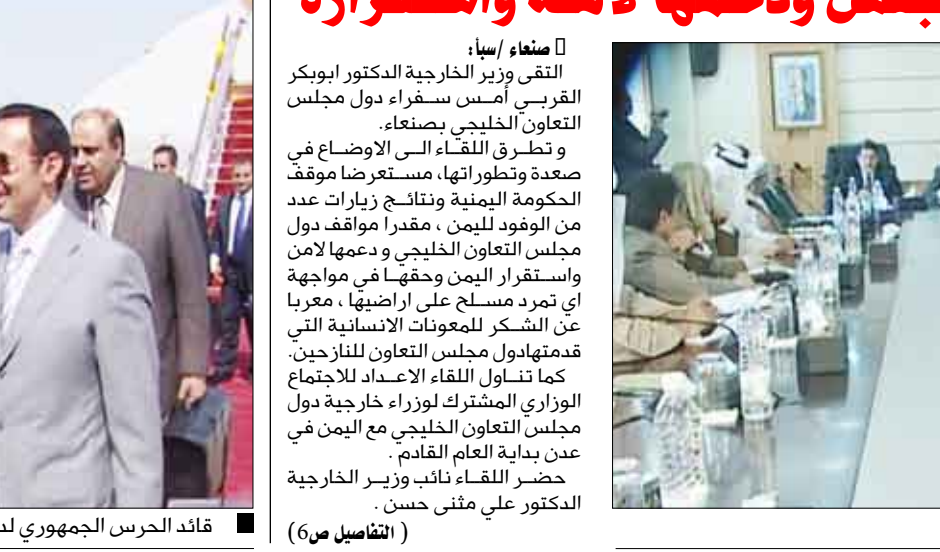 ودعمها لأمنه واستقراره
صنعاء /سبأ:
التقى وزير الخارجية الدكتور ابوبكر
القربي أمس سفراء دول مجلس
التعاون الخليجي بصنعاء.
و تطرق اللقاء الى الاوضاع في
صعدة وتطوراتها، مستعرضا موقف
الحكومة اليمنية ونتائج زيارات عدد
من الوفود لليمن ، مقدرا مواقف دول
مجلس التعاون الخليجي و دعمها لامن
واستقرار اليمن وحقها في مواجهة
اي تمرد مسلح على اراضيها ، معربا
عن الشكر للمعونات الانسانية التي
قدمتهادول مجلس التعاون للنازحين.
كما تناول اللقاء الاعداد للاجتماع
الوزاري المشترك لوزراء خارجية دول
مجلس التعاون الخليجي مع اليمن في
عدن بداية العام القادم .
حضر اللقاء نائب وزير الخارجية
الدكتور علي مثنى حسن .
( التفاصيل ص6)
قائد الحرس الجمهوري